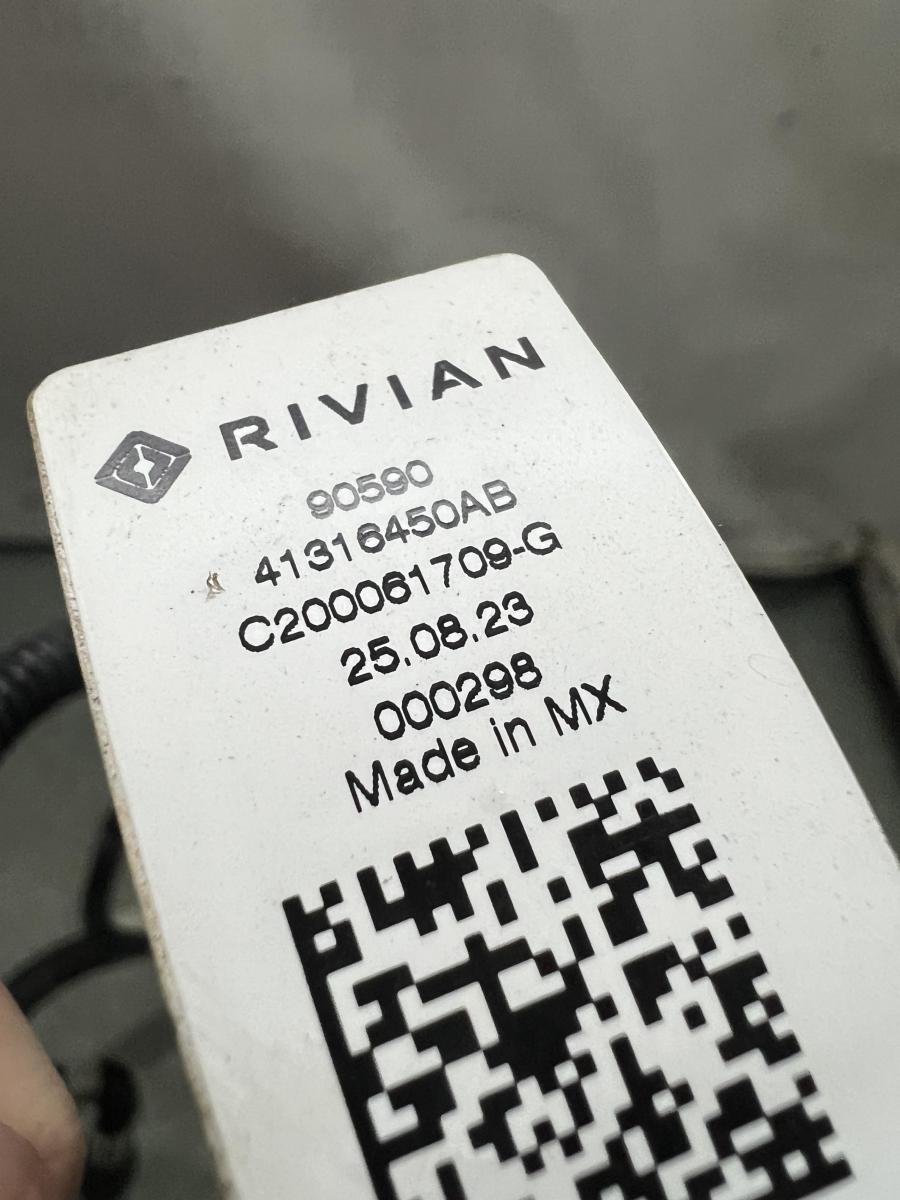 RIVIAN
90590
41316450AB
C200061709-G
25.08.23
000298
Made in MX